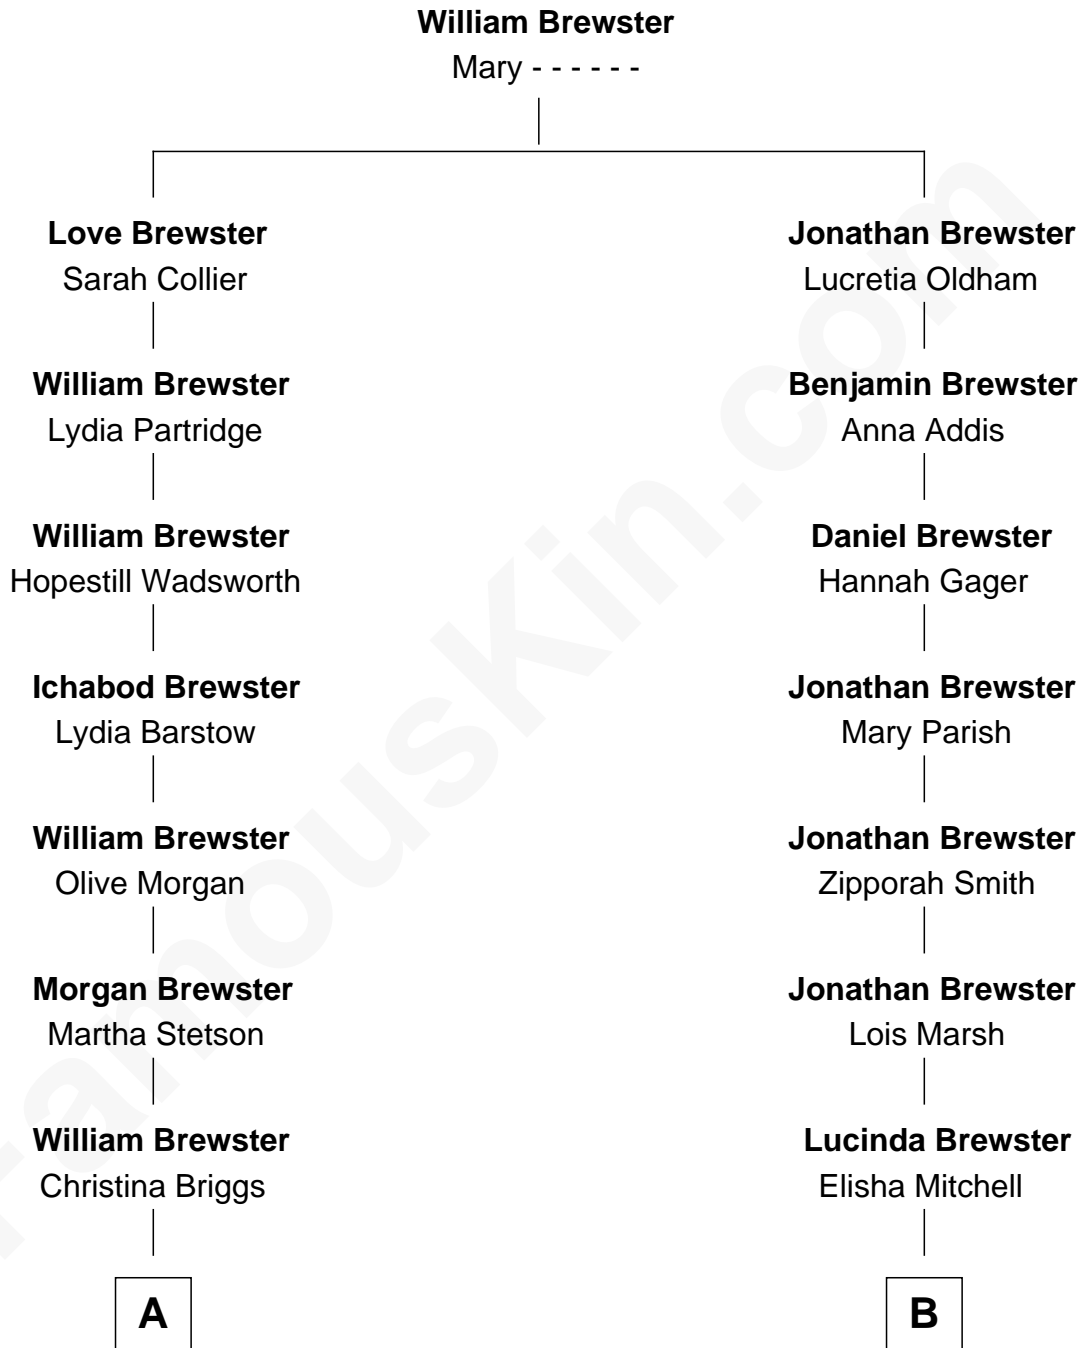 William Brewster
Mary - - - - - -
Love Brewster
Sarah Collier
Jonathan Brewster
Lucretia Oldham
William Brewster
Lydia Partridge
Benjamin Brewster
Anna Addis
William Brewster
Hopestill Wadsworth
Daniel Brewster
Hannah Gager
Ichabod Brewster
Lydia Barstow
Jonathan Brewster
Mary Parish
William Brewster
Olive Morgan
Jonathan Brewster
Zipporah Smith
Morgan Brewster
Martha Stetson
Jonathan Brewster
Lois Marsh
William Brewster
Christina Briggs
Lucinda Brewster
Elisha Mitchell
A
B
FamousKin.com